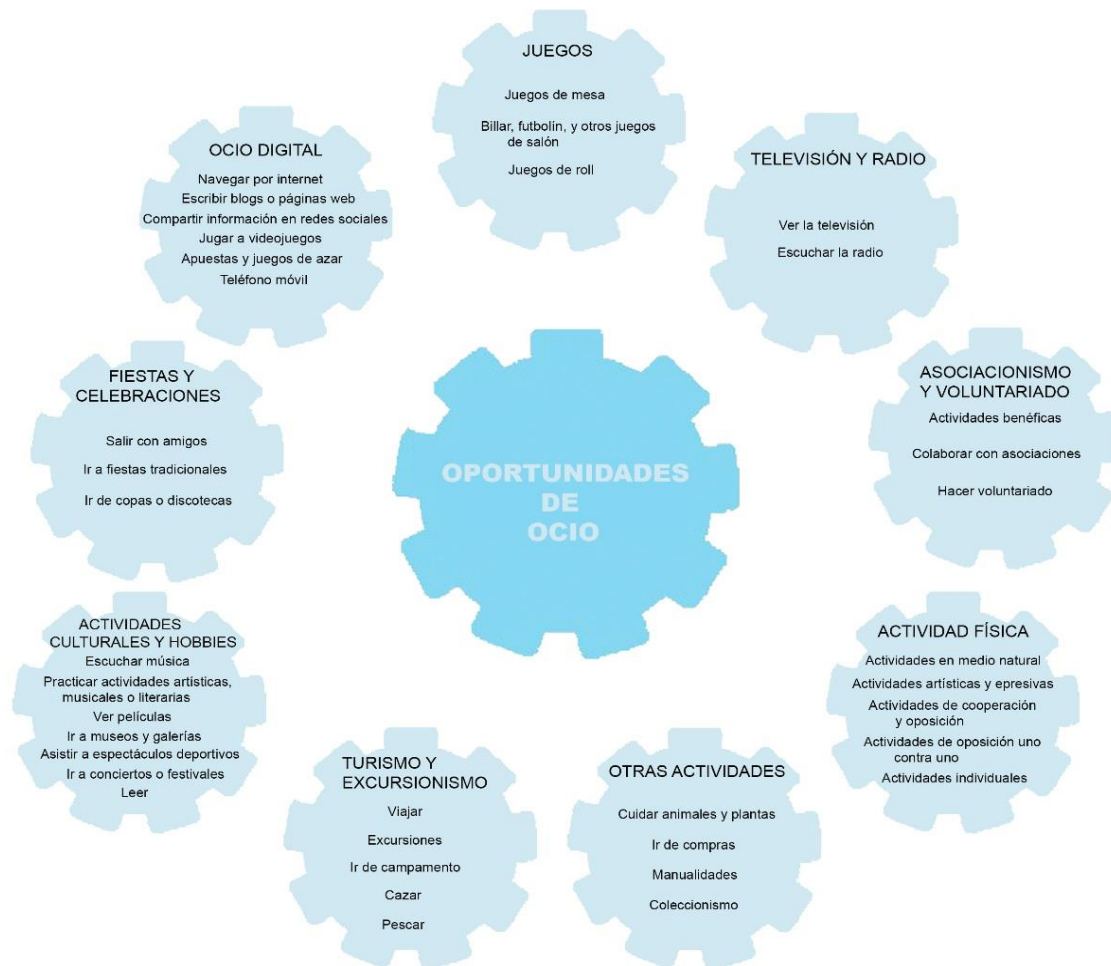 JUEGOS
Juegos de mesa
Billar, futbolín, y otros juegos
de salón
Juegos de roll
OCIO DIGITAL
Navegar por internet
Escribir blogs o páginas web
Compartir información en redes sociales
Jugar a videojuegos
Apuestas y juegos de azar
Teléfono móvil
TELEVISIÓN Y RADIO
Ver la televisión
Escuchar la radio
FIESTAS Y
CELEBRACIONES
Salir con amigos
Ir a fiestas tradicionales
Ir de copas o discotecas
OPORTUNIDADES
DE
OCIO
ASOCIACIONISMO
Y VOLUNTARIADO
Actividades benéficas
Colaborar con asociaciones
Hacer voluntariado
ACTIVIDADES
CULTURALES Y HOBBIES
Escuchar música
Practicar actividades artísticas,
musicales o literarias
Ver películas
Ir a museos y galerías
Asistir a espectáculos deportivos
Ir a conciertos o festivales
Leer
ACTIVIDAD FÍSICA
Actividades en medio natural
Actividades artísticas y epresivas
Actividades de cooperación
y oposición
Actividades de oposición uno
contra uno
Actividades individuales
TURISMO Y
EXCURSIONISMO
Viajar
Excursiones
Ir de campamento
Cazar
Pescar
OTRAS ACTIVIDADES
Cuidar animales y plantas
Ir de compras
Manualidades
Coleccionismo